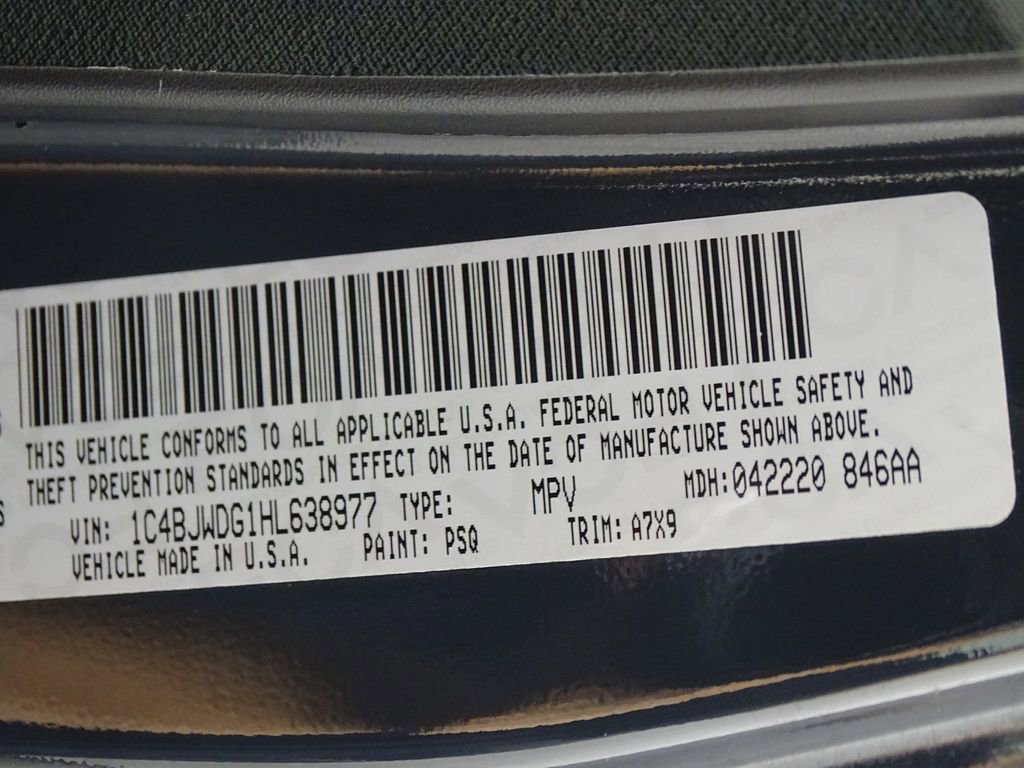 THIS VEHICLE CONFORMS TO ALL APPLICABLE U.S.A. FEDERAL MOTOR VEHICLE SAFETY AND
THEFT PREVENTION STANDARDS IN EFFECT ON THE DATE OF MANUFACTURE SHOWN ABOVE.
VIN: 1C4BJWDG1HL638977 TYPE: MPV MDH:042220 846AA
VEHICLE MADE IN U.S.A. PAINT: PSQ TRIM: A7X9